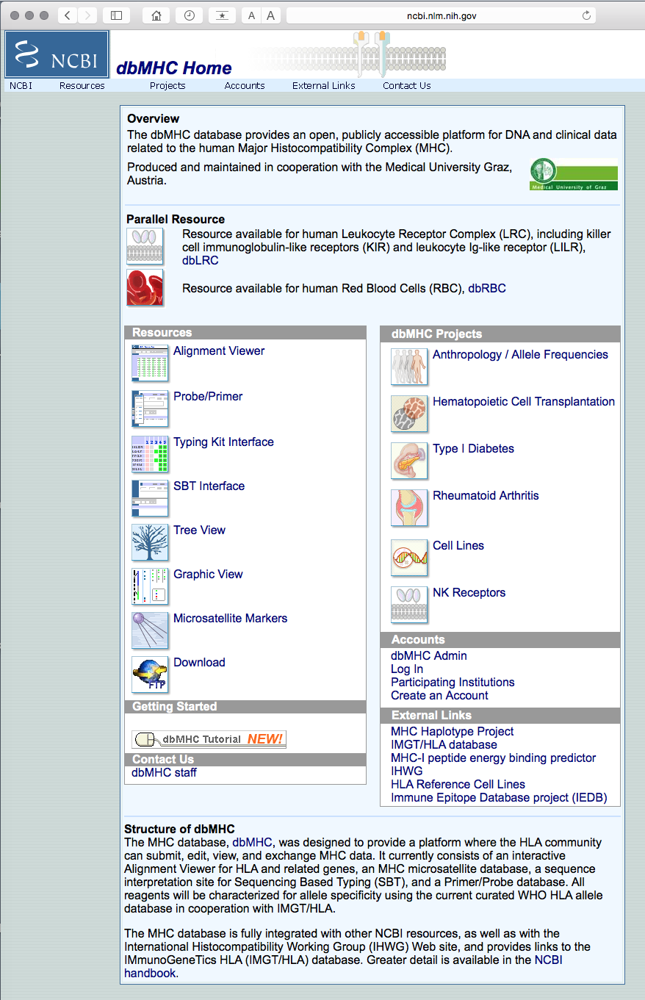 A A ncbi.nlm.nih.gov
NCBI
dbMHC Home
NCBI Resources Projects Accounts External Links Contact Us
Overview
The dbMHC database provides an open, publicly accessible platform for DNA and clinical data
related to the human Major Histocompatibility Complex (MHC).
Produced and maintained in cooperation with the Medical University Graz,
Austria.
Medical University of Graz
Parallel Resource
Resource available for human Leukocyte Receptor Complex (LRC), including killer
cell immunoglobulin-like receptors (KIR) and leukocyte Ig-like receptor (LILR),
dbLRC
Resource available for human Red Blood Cells (RBC), dbRBC
Resources
Alignment Viewer
Probe/Primer
Typing Kit Interface
1 2 3 4 5
SBT Interface
Tree View
Graphic View
Microsatellite Markers
Download
FTP
Getting Started
dbMHC Tutorial NEW!
Contact Us
dbMHC staff
dbMHC Projects
Anthropology / Allele Frequencies
Hematopoietic Cell Transplantation
Type I Diabetes
Rheumatoid Arthritis
Cell Lines
NK Receptors
Accounts
dbMHC Admin
Log In
Participating Institutions
Create an Account
External Links
MHC Haplotype Project
IMGT/HLA database
MHC-I peptide energy binding predictor
IHWG
HLA Reference Cell Lines
Immune Epitope Database project (IEDB)
Structure of dbMHC
The MHC database, dbMHC, was designed to provide a platform where the HLA community
can submit, edit, view, and exchange MHC data. It currently consists of an interactive
Alignment Viewer for HLA and related genes, an MHC microsatellite database, a sequence
interpretation site for Sequencing Based Typing (SBT), and a Primer/Probe database. All
reagents will be characterized for allele specificity using the current curated WHO HLA allele
database in cooperation with IMGT/HLA.
The MHC database is fully integrated with other NCBI resources, as well as with the
International Histocompatibility Working Group (IHWG) Web site, and provides links to the
IMmunoGeneTics HLA (IMGT/HLA) database. Greater detail is available in the NCBI
handbook.